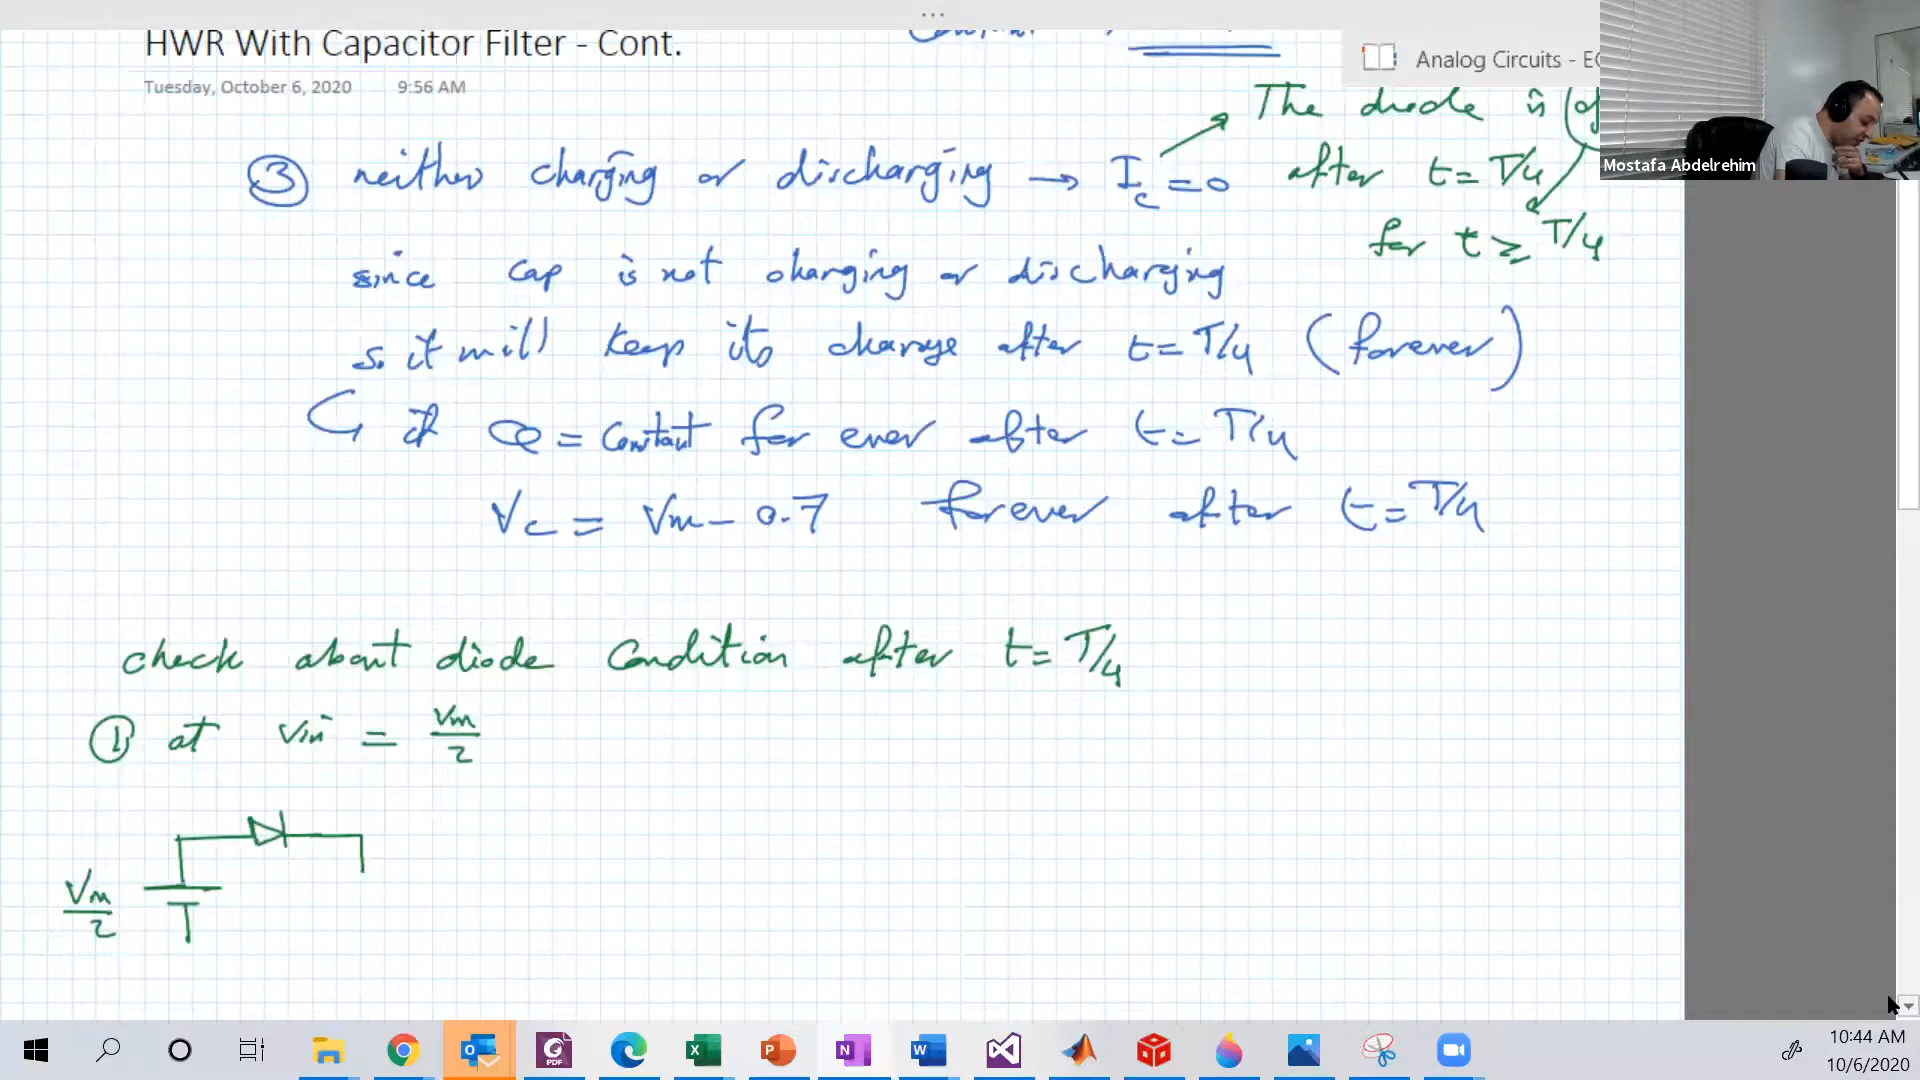 HWR With Capacitor Filter - Cont.
Tuesday, October 6, 2020 9:56 AM
Analog Circuits - E
Mostafa Abdelrehim
The diode is
③ neither charging or discharging → Ic = 0 after t = T/4
for t ≥ T/4
since cap is not charging or discharging
so it will keep its charge after t = T/4 (forever)
if Q = constant for ever after t = T/4
Vc = Vm - 0.7 forever after t = T/4
check about diode condition after t = T/4
① at Vin = Vm/2
Vm/2
10:44 AM
10/6/2020